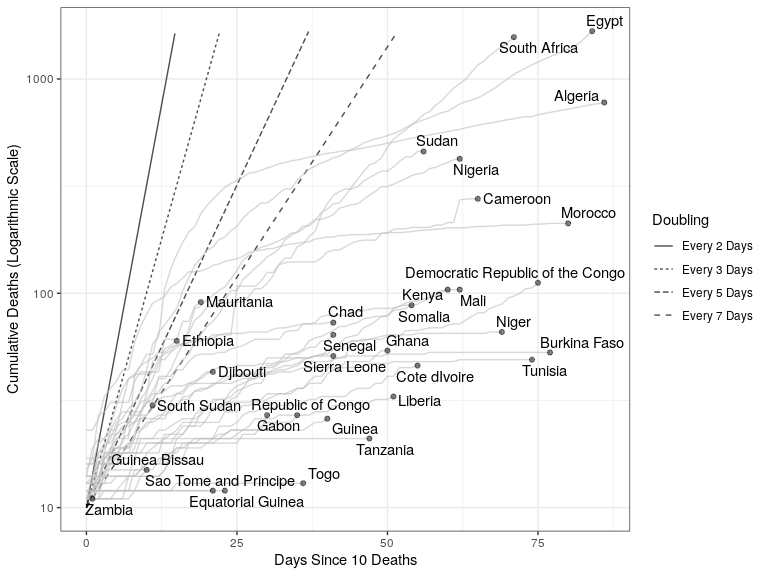 Egypt
South Africa
Algeria
Sudan
Nigeria
Cameroon
Morocco
Democratic Republic of the Congo
Kenya
Mali
Somalia
Mauritania
Chad
Niger
Ethiopia
Senegal
Ghana
Burkina Faso
Sierra Leone
Djibouti
Cote dIvoire
Tunisia
South Sudan
Republic of Congo
Liberia
Gabon
Guinea
Tanzania
Guinea Bissau
Sao Tome and Principe
Togo
Equatorial Guinea
Zambia
1000
100
10
0
25
50
75
Days Since 10 Deaths
Cumulative Deaths (Logarithmic Scale)
Doubling
Every 2 Days
Every 3 Days
Every 5 Days
Every 7 Days